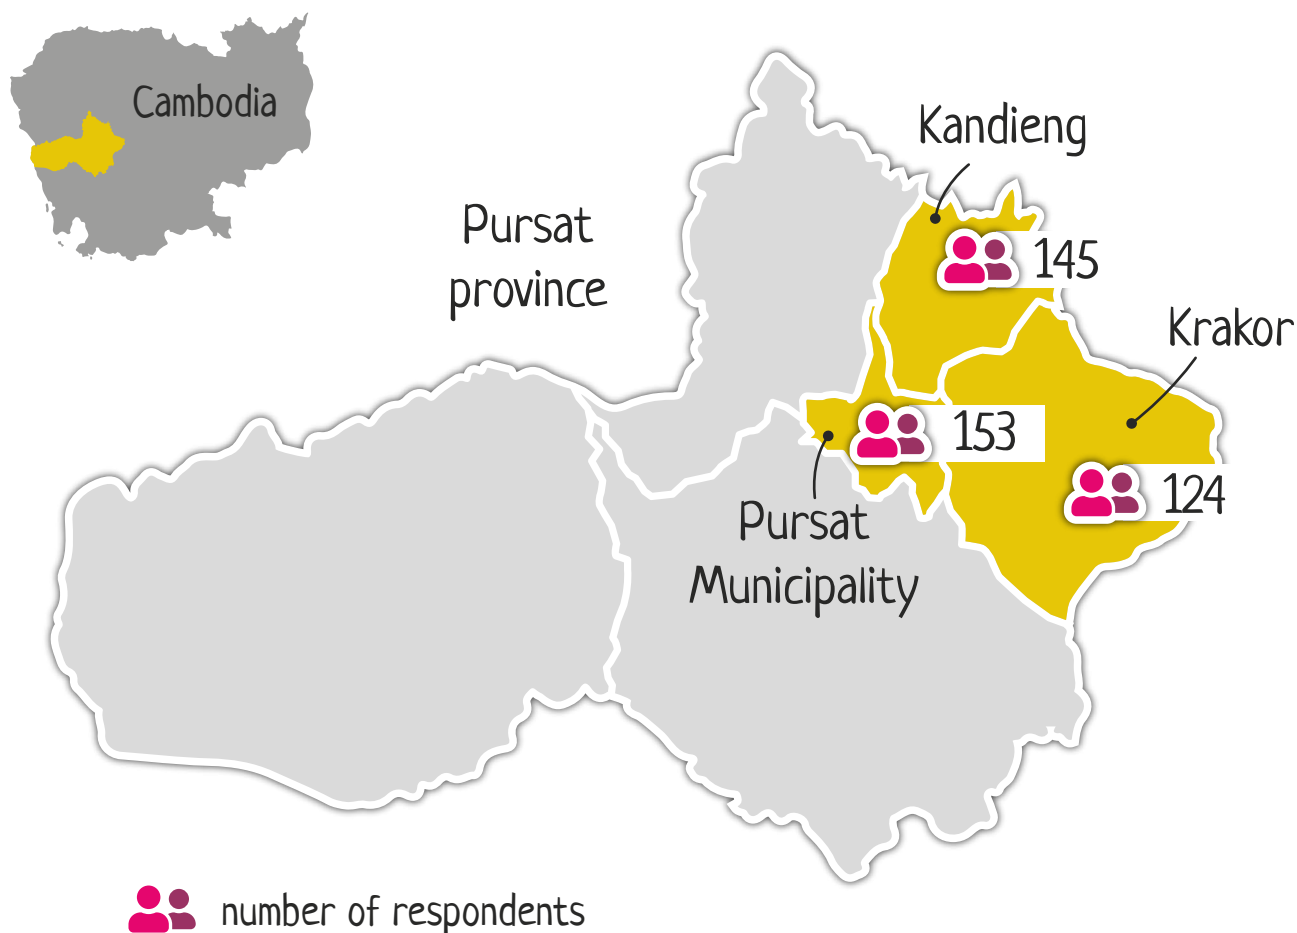 Cambodia
Kandieng
Pursat
province
145
Krakor
153
124
Pursat
Municipality
number of respondents